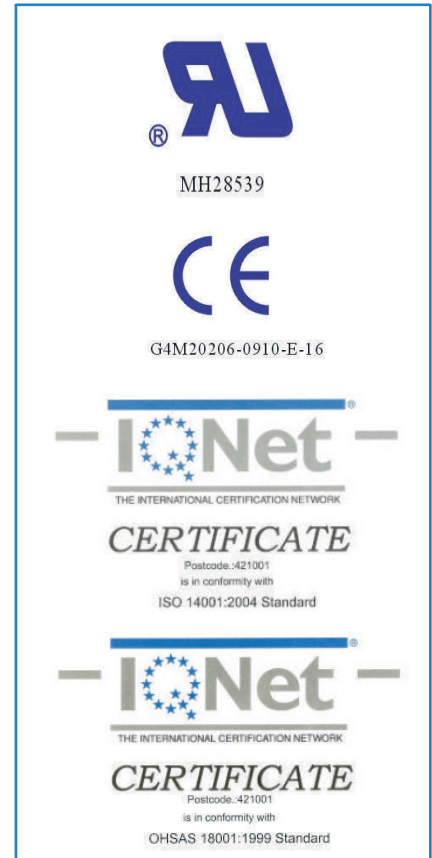 ®
MH28539
CE
G4M20206-0910-E-16
IQNet ®
THE INTERNATIONAL CERTIFICATION NETWORK
CERTIFICATE
Postcode.:421001
is in conformity with
ISO 14001:2004 Standard
IQNet ®
THE INTERNATIONAL CERTIFICATION NETWORK
CERTIFICATE
Postcode.:421001
is in conformity with
OHSAS 18001:1999 Standard